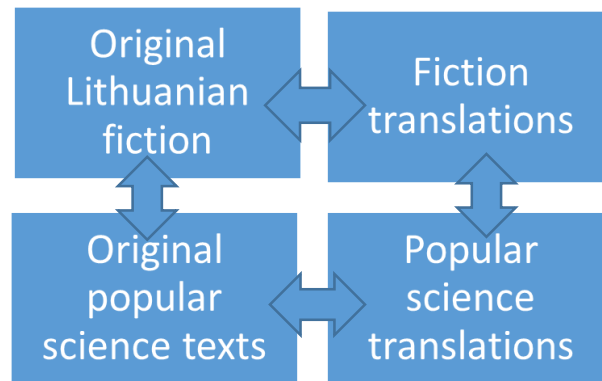 Original
Lithuanian
fiction
Fiction
translations
Original
popular
science texts
Popular
science
translations